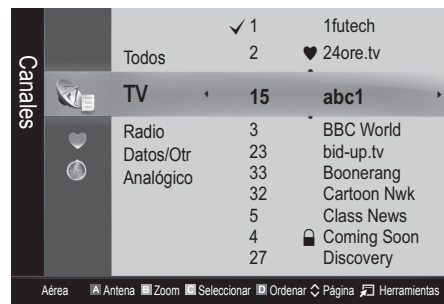 Canales
✓ 1 1futech
Todos 2 ♥ 24ore.tv
TV ◂ 15 abc1 ▸
Radio 3 BBC World
Datos/Otr 23 bid-up.tv
Analógico 33 Boonerang
32 Cartoon Nwk
5 Class News
4 Coming Soon
27 Discovery
Aérea A Antena B Zoom C Seleccionar D Ordenar Página Herramientas